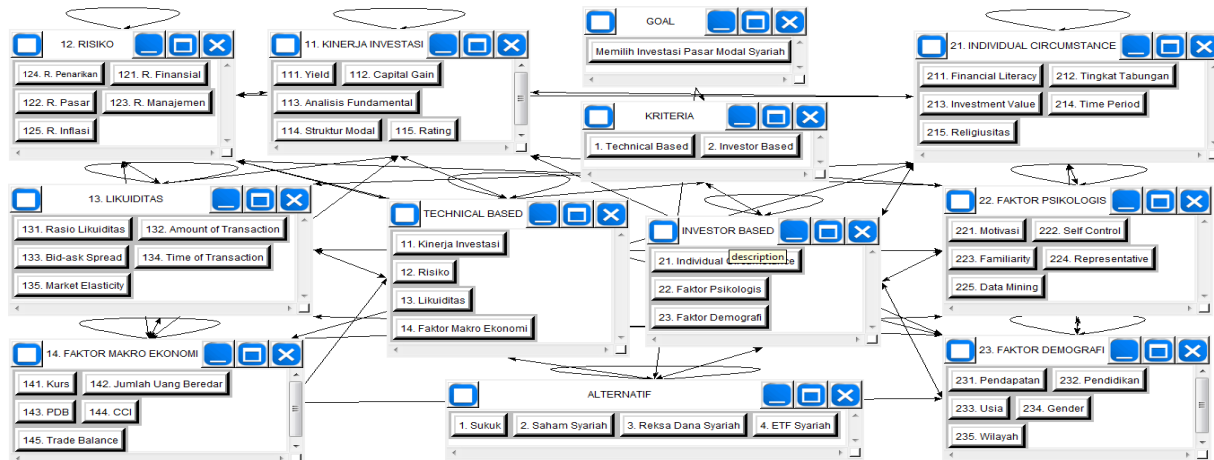 GOAL
Memilih Investasi Pasar Modal Syariah
KRITERIA
1. Technical Based 2. Investor Based
12. RISIKO
124. R. Penarikan 121. R. Finansial
122. R. Pasar 123. R. Manajemen
125. R. Inflasi
11. KINERJA INVESTASI
111. Yield 112. Capital Gain
113. Analisis Fundamental
114. Struktur Modal 115. Rating
21. INDIVIDUAL CIRCUMSTANCE
211. Financial Literacy 212. Tingkat Tabungan
213. Investment Value 214. Time Period
215. Religiusitas
13. LIKUIDITAS
131. Rasio Likuiditas 132. Amount of Transaction
133. Bid-ask Spread 134. Time of Transaction
135. Market Elasticity
TECHNICAL BASED
11. Kinerja Investasi
12. Risiko
13. Likuiditas
14. Faktor Makro Ekonomi
INVESTOR BASED
description
21. Individual
22. Faktor Psikologis
23. Faktor Demografi
22. FAKTOR PSIKOLOGIS
221. Motivasi 222. Self Control
223. Familiarity 224. Representative
225. Data Mining
14. FAKTOR MAKRO EKONOMI
141. Kurs 142. Jumlah Uang Beredar
143. PDB 144. CCI
145. Trade Balance
ALTERNATIF
1. Sukuk 2. Saham Syariah 3. Reksa Dana Syariah 4. ETF Syariah
23. FAKTOR DEMOGRAFI
231. Pendapatan 232. Pendidikan
233. Usia 234. Gender
235. Wilayah